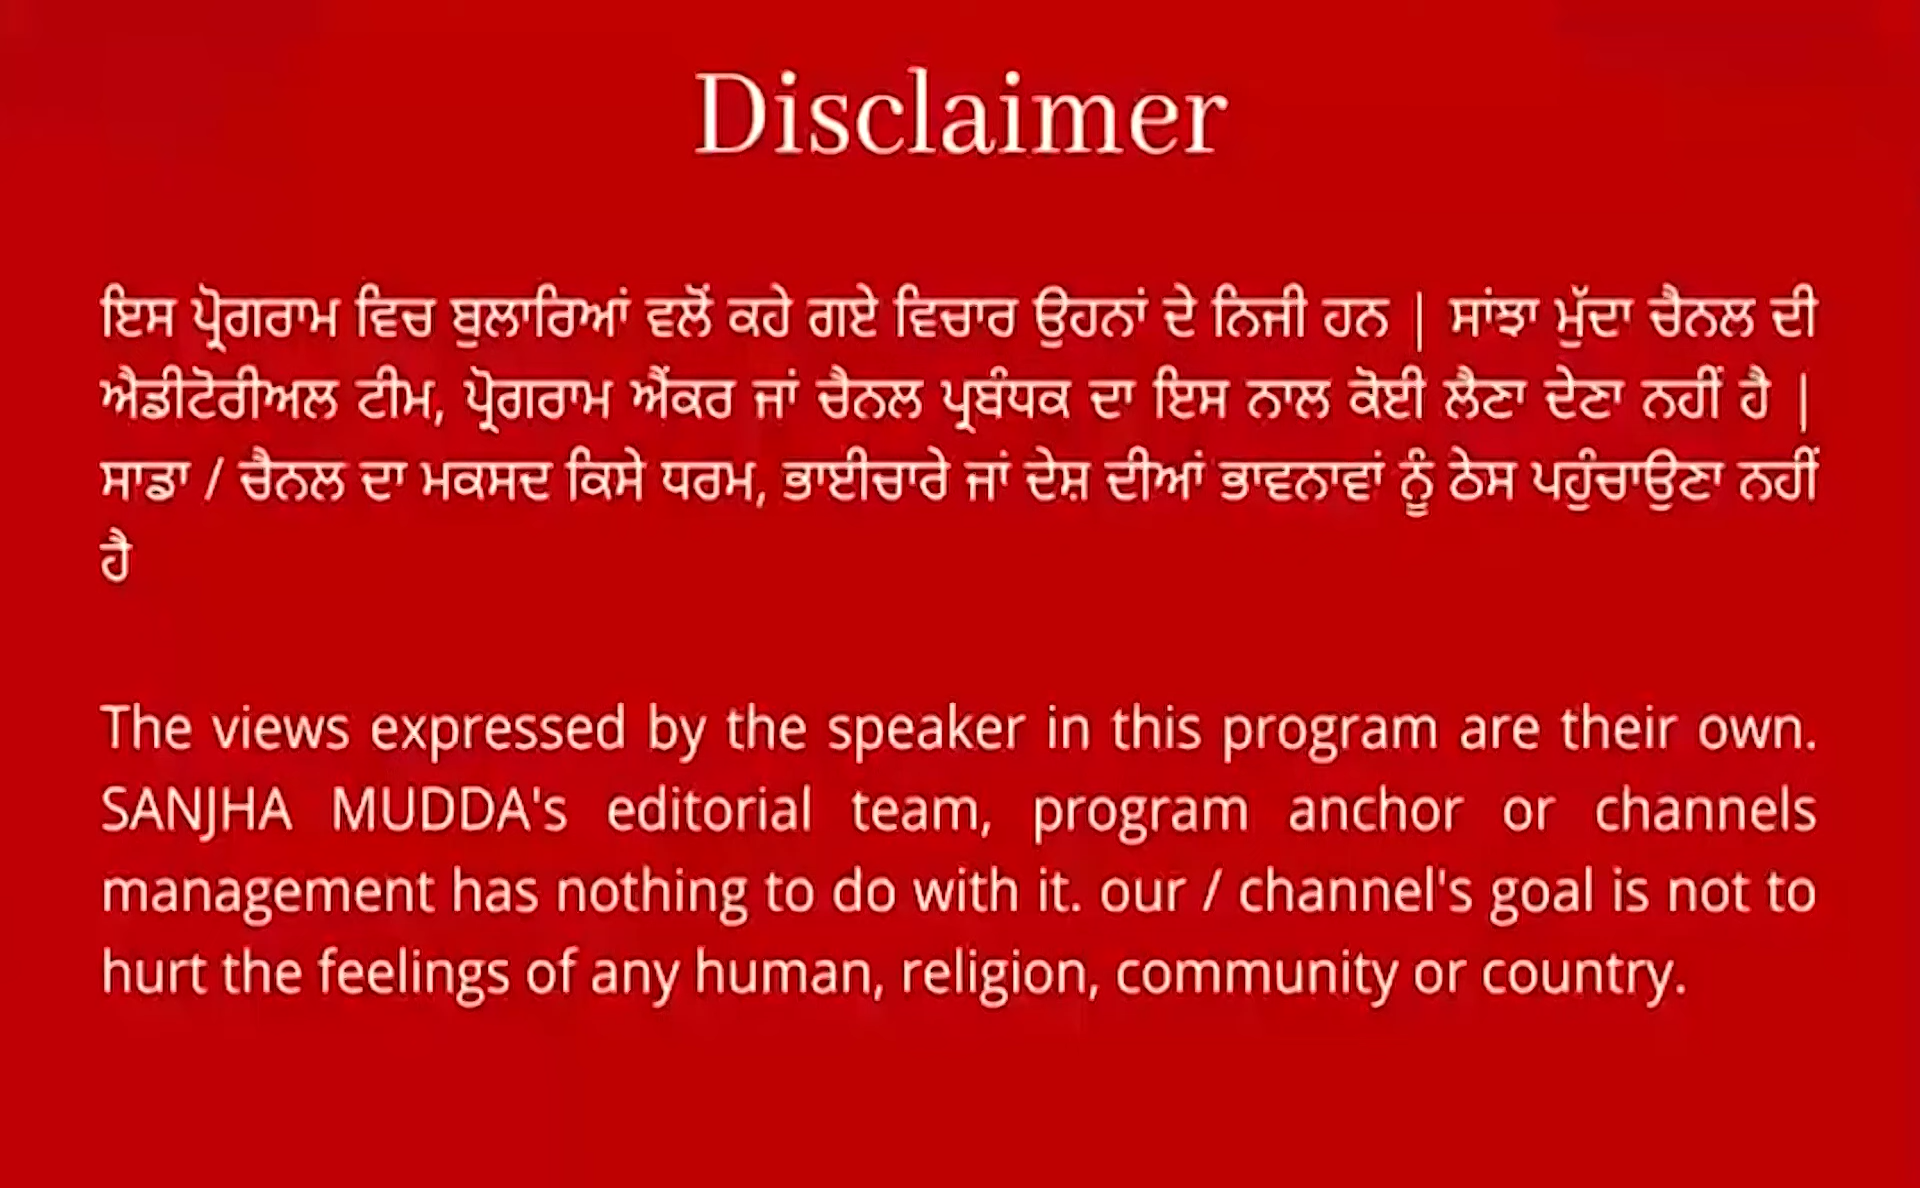 Disclaimer
ਇਸ ਪ੍ਰੋਗਰਾਮ ਵਿਚ ਬੁਲਾਰਿਆਂ ਵਲੋਂ ਕਹੇ ਗਏ ਵਿਚਾਰ ਉਹਨਾਂ ਦੇ ਨਿਜੀ ਹਨ | ਸਾਂਝਾ ਮੁੱਦਾ ਚੈਨਲ ਦੀ
ਐਡੀਟੋਰੀਅਲ ਟੀਮ, ਪ੍ਰੋਗਰਾਮ ਐਂਕਰ ਜਾਂ ਚੈਨਲ ਪ੍ਰਬੰਧਕ ਦਾ ਇਸ ਨਾਲ ਕੋਈ ਲੈਣਾ ਦੇਣਾ ਨਹੀਂ ਹੈ |
ਸਾਡਾ / ਚੈਨਲ ਦਾ ਮਕਸਦ ਕਿਸੇ ਧਰਮ, ਭਾਈਚਾਰੇ ਜਾਂ ਦੇਸ਼ ਦੀਆਂ ਭਾਵਨਾਵਾਂ ਨੂੰ ਠੇਸ ਪਹੁੰਚਾਉਣਾ ਨਹੀਂ
ਹੈ
The views expressed by the speaker in this program are their own.
SANJHA MUDDA's editorial team, program anchor or channels
management has nothing to do with it. our / channel's goal is not to
hurt the feelings of any human, religion, community or country.